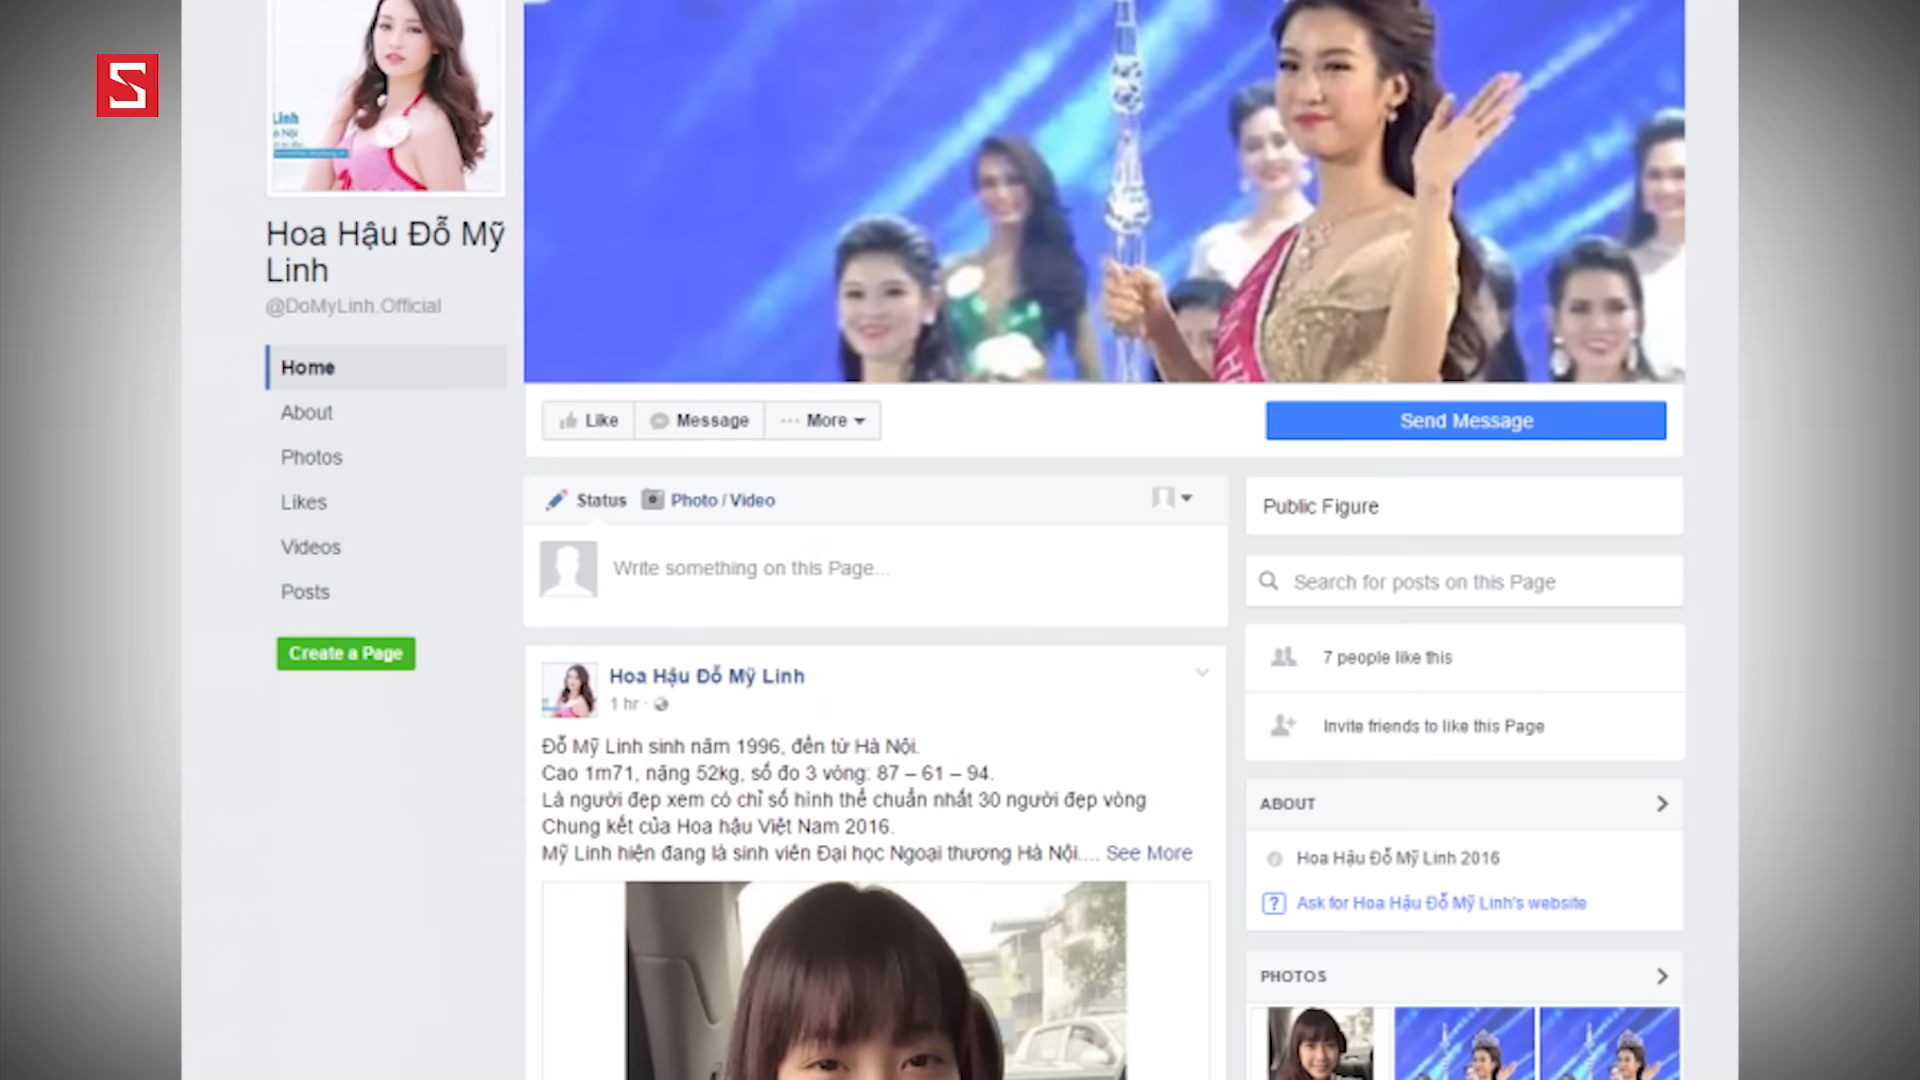 S
Linh
Hà Nội
Hoa Hậu Đỗ Mỹ
Linh
@DoMyLinh.Official
Home
About
Photos
Likes
Videos
Posts
Create a Page
Like
Message
More
Send Message
Status
Photo / Video
Write something on this Page...
Hoa Hậu Đỗ Mỹ Linh
1 hr ·
Đỗ Mỹ Linh sinh năm 1996, đến từ Hà Nội.
Cao 1m71, nặng 52kg, số đo 3 vòng: 87 – 61 – 94.
Là người đẹp xem có chỉ số hình thể chuẩn nhất 30 người đẹp vòng
Chung kết của Hoa hậu Việt Nam 2016.
Mỹ Linh hiện đang là sinh viên Đại học Ngoại thương Hà Nội.... See More
Public Figure
Search for posts on this Page
7 people like this
Invite friends to like this Page
ABOUT
Hoa Hậu Đỗ Mỹ Linh 2016
Ask for Hoa Hậu Đỗ Mỹ Linh's website
PHOTOS